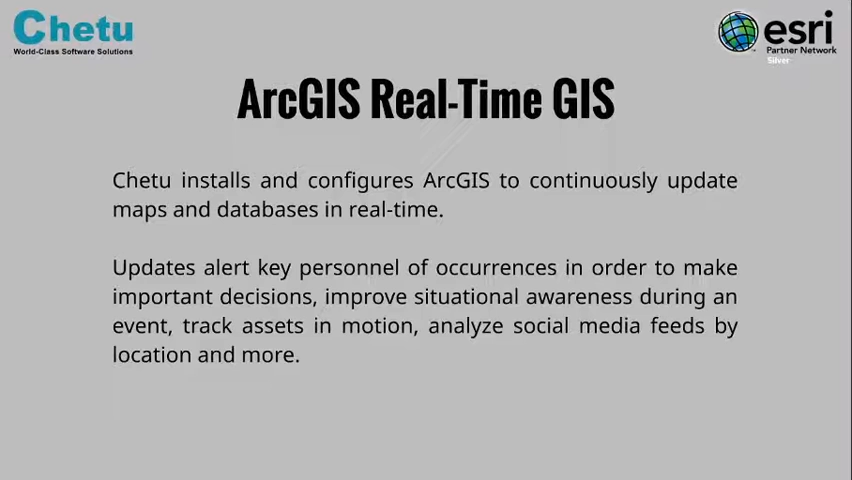 Chetu
World-Class Software Solutions
esri
Partner Network
Silver
ArcGIS Real-Time GIS
Chetu installs and configures ArcGIS to continuously update
maps and databases in real-time.
Updates alert key personnel of occurrences in order to make
important decisions, improve situational awareness during an
event, track assets in motion, analyze social media feeds by
location and more.